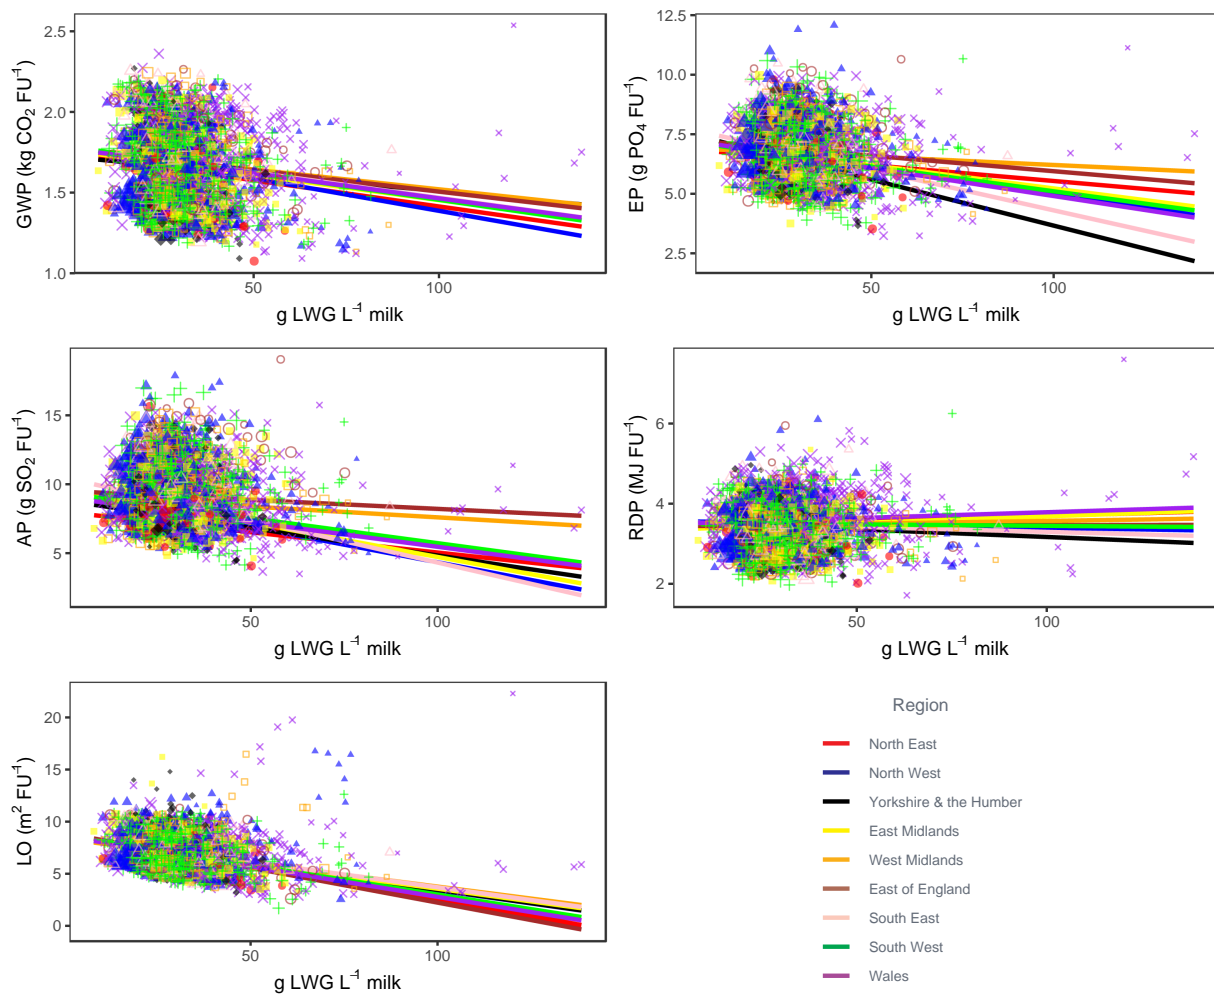 GWP (kg CO₂ FU⁻¹)
2.5
2.0
1.5
1.0
50
100
g LWG L⁻¹ milk
EP (g PO₄ FU⁻¹)
12.5
10.0
7.5
5.0
2.5
50
100
g LWG L⁻¹ milk
AP (g SO₂ FU⁻¹)
15
10
5
50
100
g LWG L⁻¹ milk
RDP (MJ FU⁻¹)
6
4
2
50
100
g LWG L⁻¹ milk
LO (m² FU⁻¹)
20
15
10
5
0
50
100
g LWG L⁻¹ milk
Region
North East
North West
Yorkshire & the Humber
East Midlands
West Midlands
East of England
South East
South West
Wales